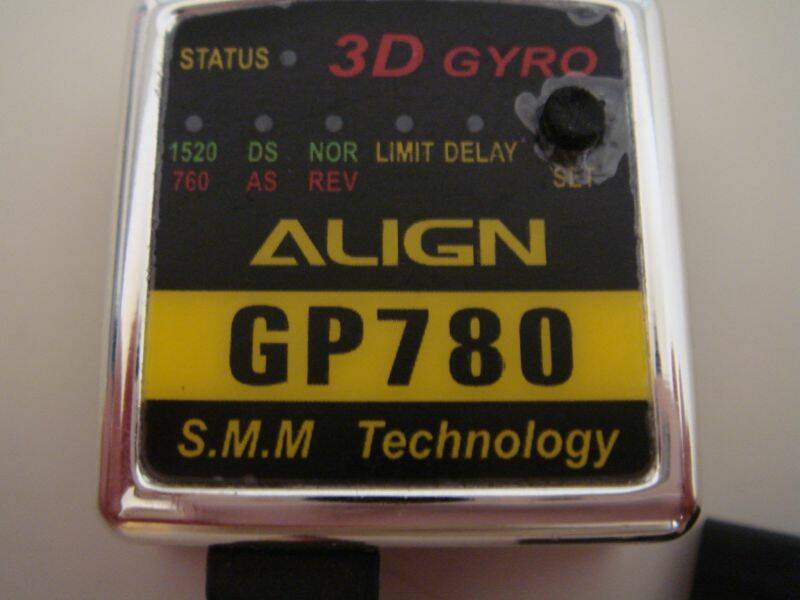 STATUS 3D GYRO
1520 DS NOR LIMIT DELAY
760 AS REV SET
ALIGN
GP780
S.M.M Technology